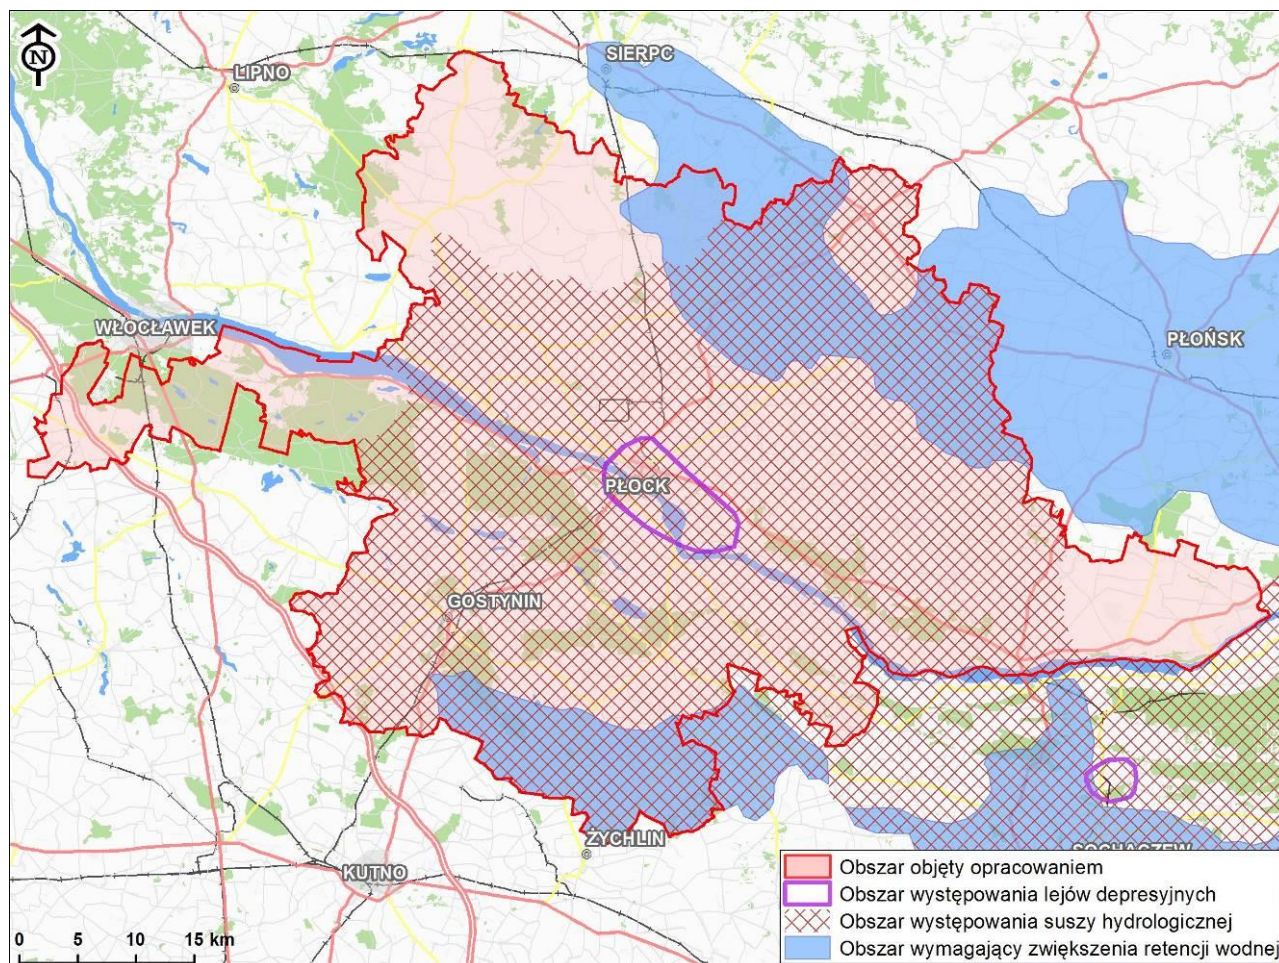 N
SIERPC
LIPNO
WŁOCŁAWEK
PŁOŃSK
PŁOCK
GOSTYNIN
ŻYCHLIN
SOCHACZEW
KUTNO
Obszar objęty opracowaniem
Obszar występowania lejów depresyjnych
Obszar występowania suszy hydrologicznej
Obszar wymagający zwiększenia retencji wodnej
0 5 10 15 km